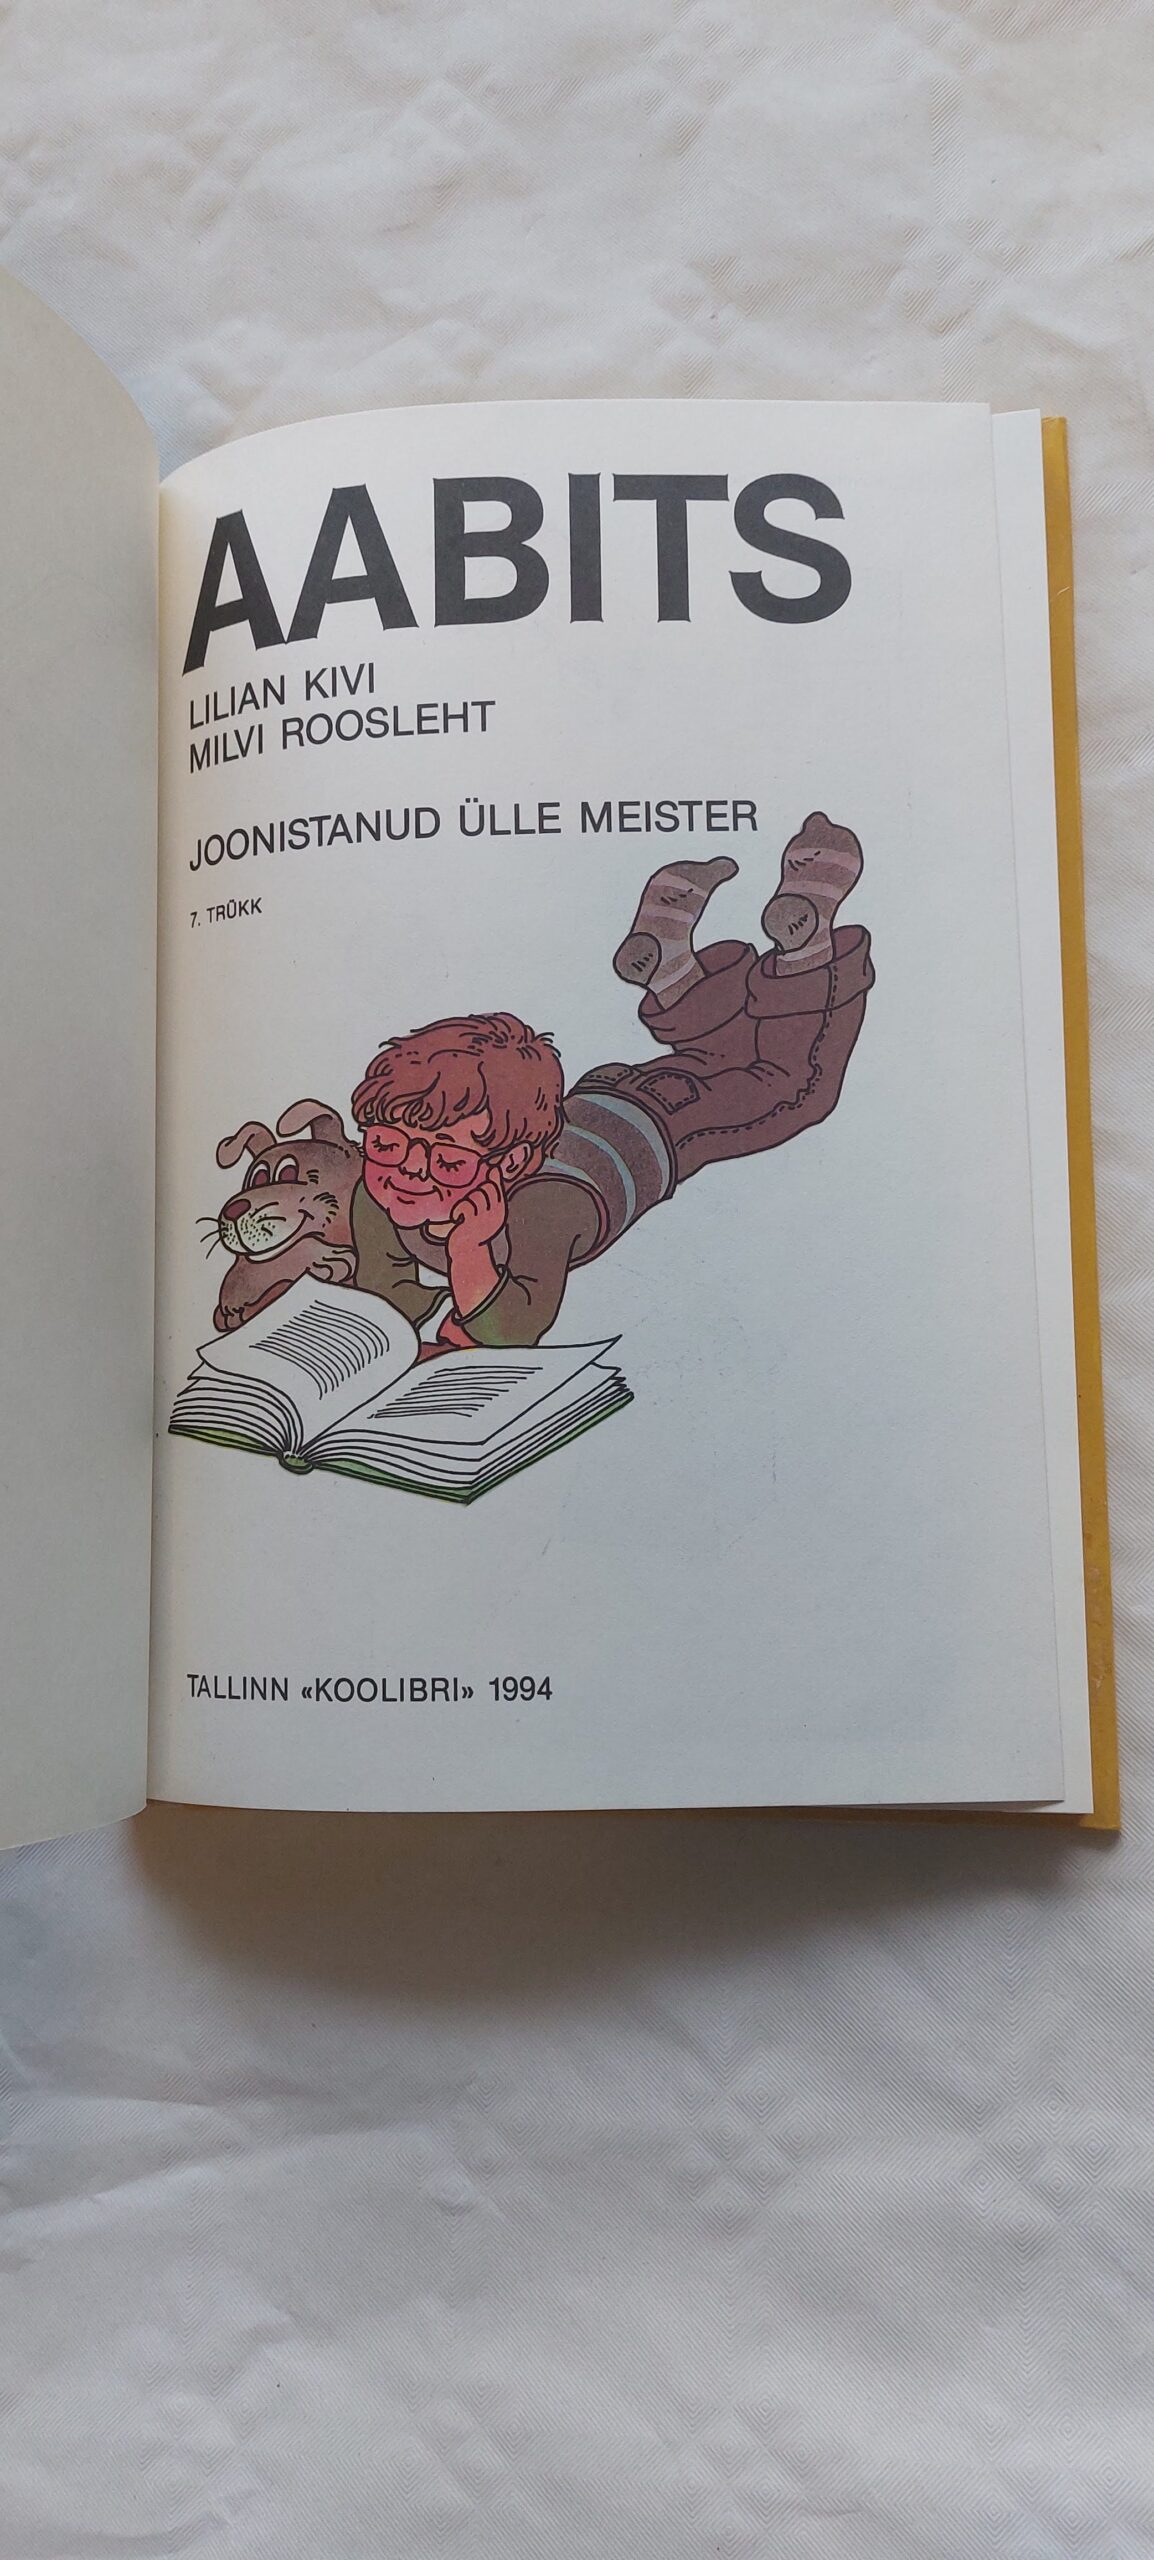 AABITS
LILIAN KIVI
MILVI ROOSLEHT
JOONISTANUD ÜLLE MEISTER
7. TRÜKK
TALLINN «KOOLIBRI» 1994